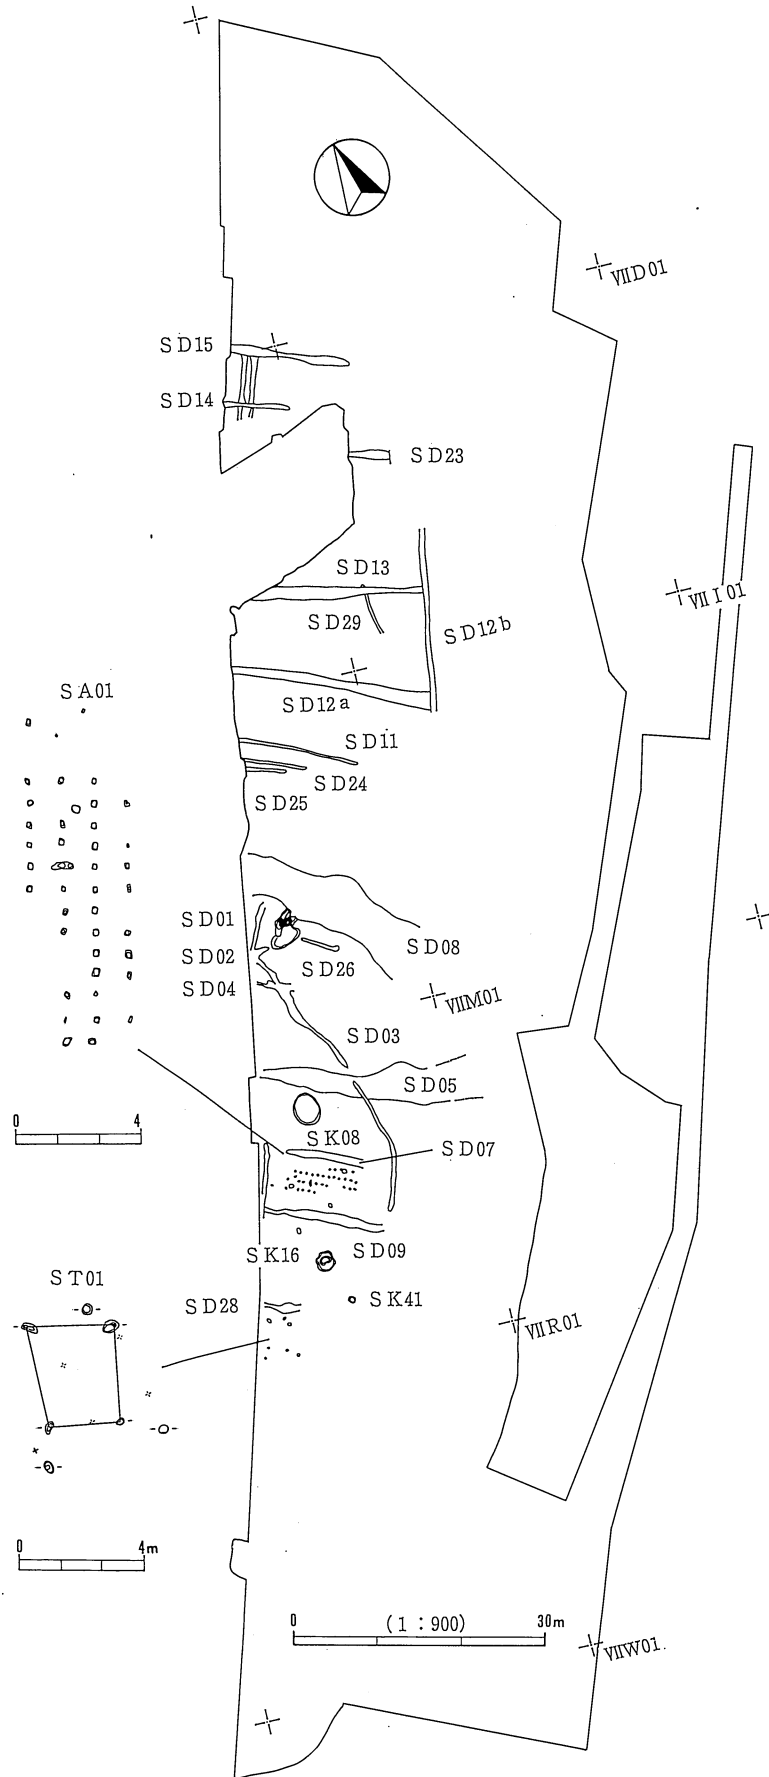 ⅦD01
SD15
SD14
SD23
SD13
ⅦI01
SD29
SD12b
SA01
SD12a
SD11
SD24
SD25
SD01
SD08
SD02
SD26
SD04
ⅦM01
SD03
SD05
0 4
SK08
SD07
SK16 SD09
ST01
SD28
SK41
ⅦR01
0 4m
0 (1:900) 30m
ⅦW01.